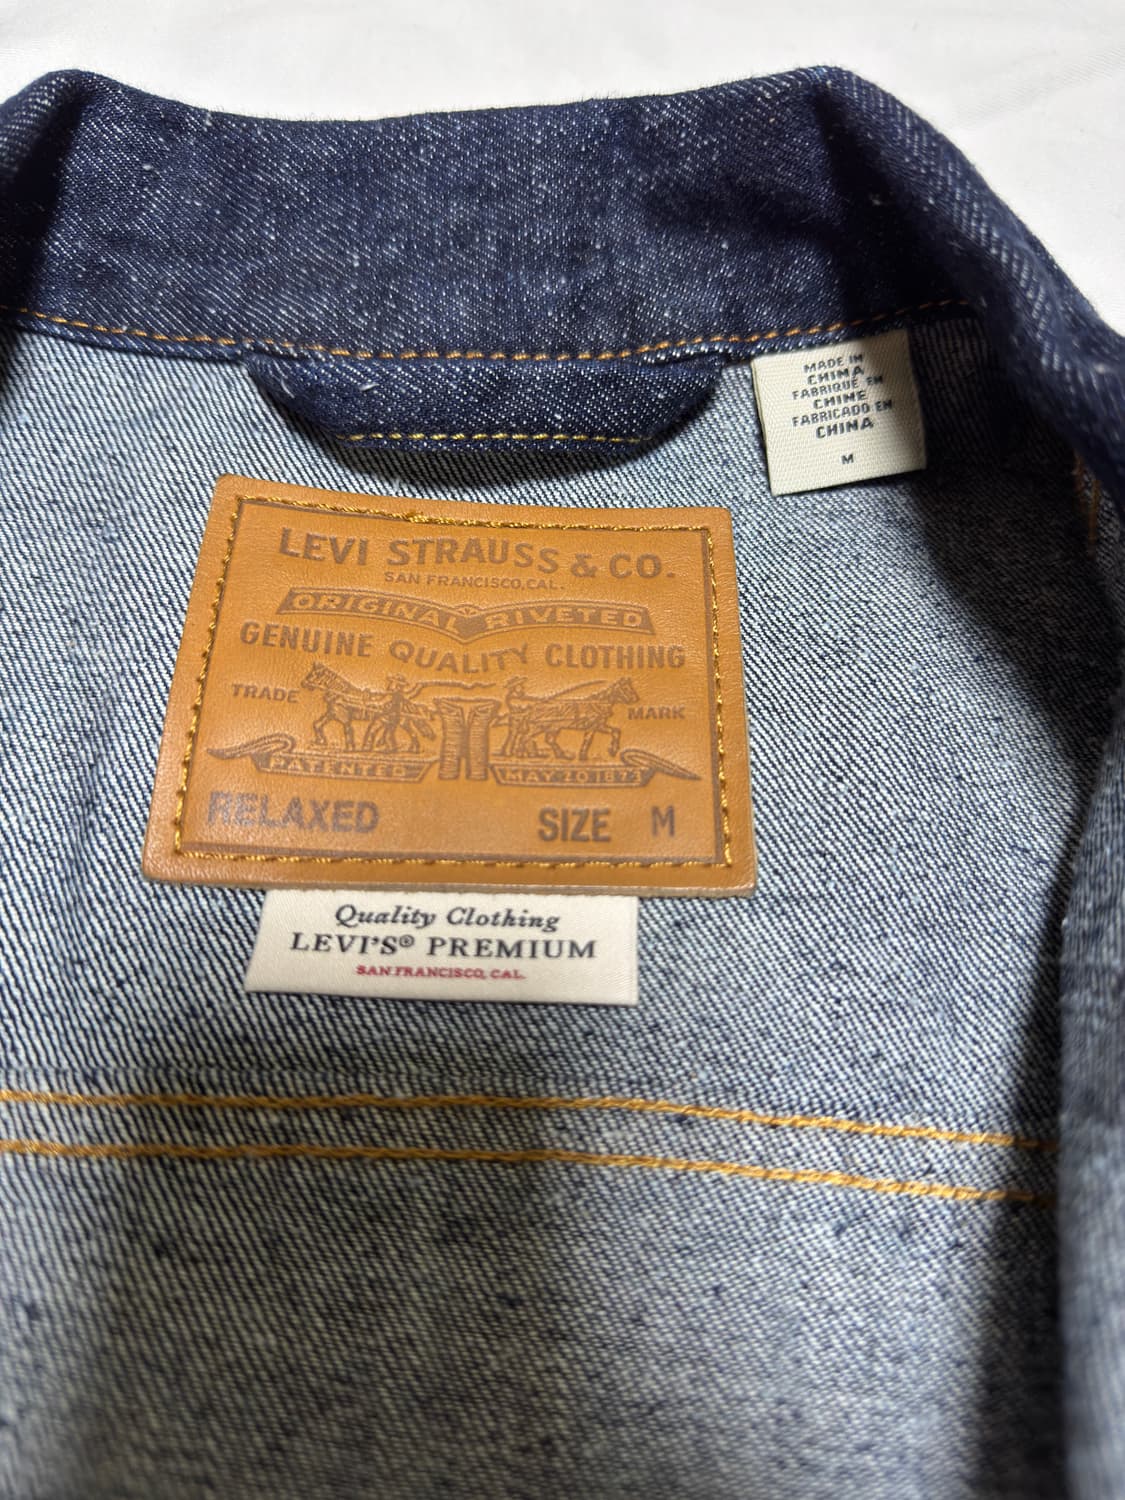 MADE IN
CHINA
FABRIQUÉ EN
CHINE
FABRICADO EN
CHINA
M
LEVI STRAUSS & CO.
SAN FRANCISCO, CAL.
ORIGINAL RIVETED
GENUINE QUALITY CLOTHING
TRADE MARK
PATENTED MAY 20 1873
RELAXED SIZE M
Quality Clothing
LEVI'S® PREMIUM
SAN FRANCISCO, CAL.